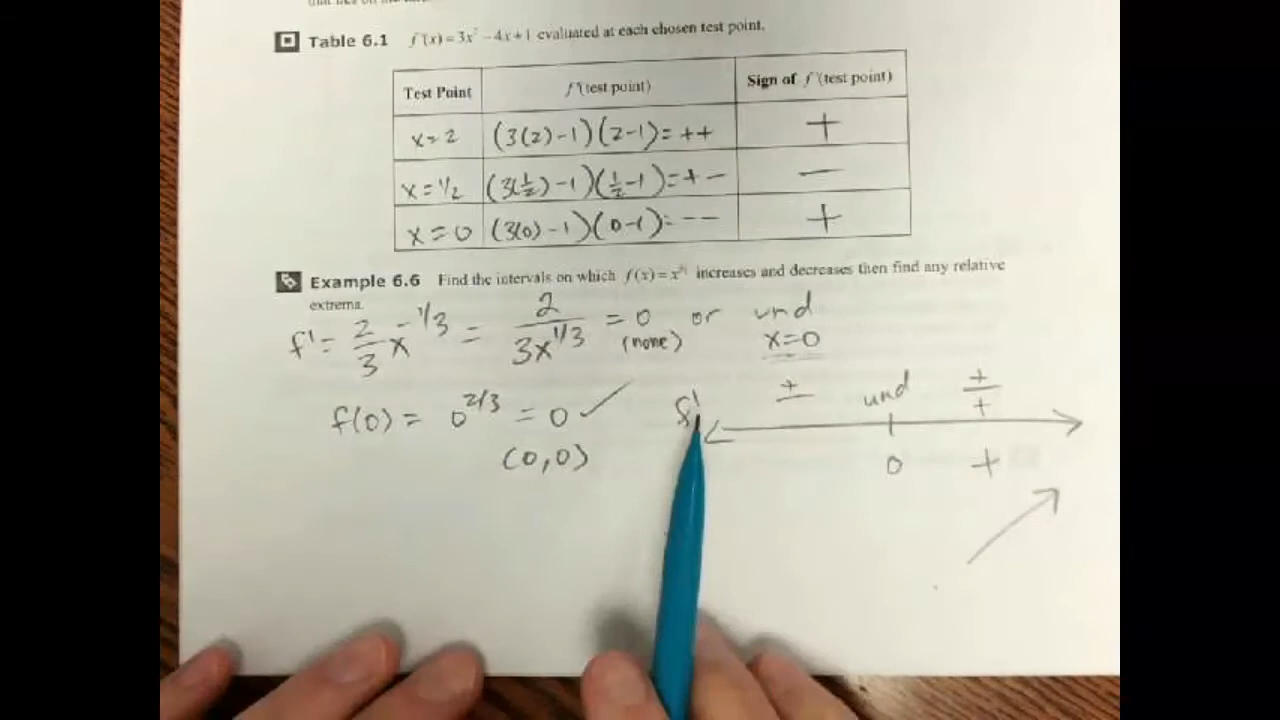 Table 6.1 f'(x) = 3x² − 4x + 1 evaluated at each chosen test point.
Test Point f'(test point) Sign of f'(test point)
x = 2 (3(2) − 1)(2 − 1) = ++ +
x = 1/2 (3(1/2) − 1)(1/2 − 1) = + − −
x = 0 (3(0) − 1)(0 − 1) = −− +
Example 6.6 Find the intervals on which f(x) = x^(2/3) increases and decreases then find any relative
extrema.
f' = 2/3 x^(−1/3) = 2/(3x^(1/3)) = 0 or und
(none) x = 0
f(0) = 0^(2/3) = 0 ✓
(0,0)
f' + − und +/+
0 +